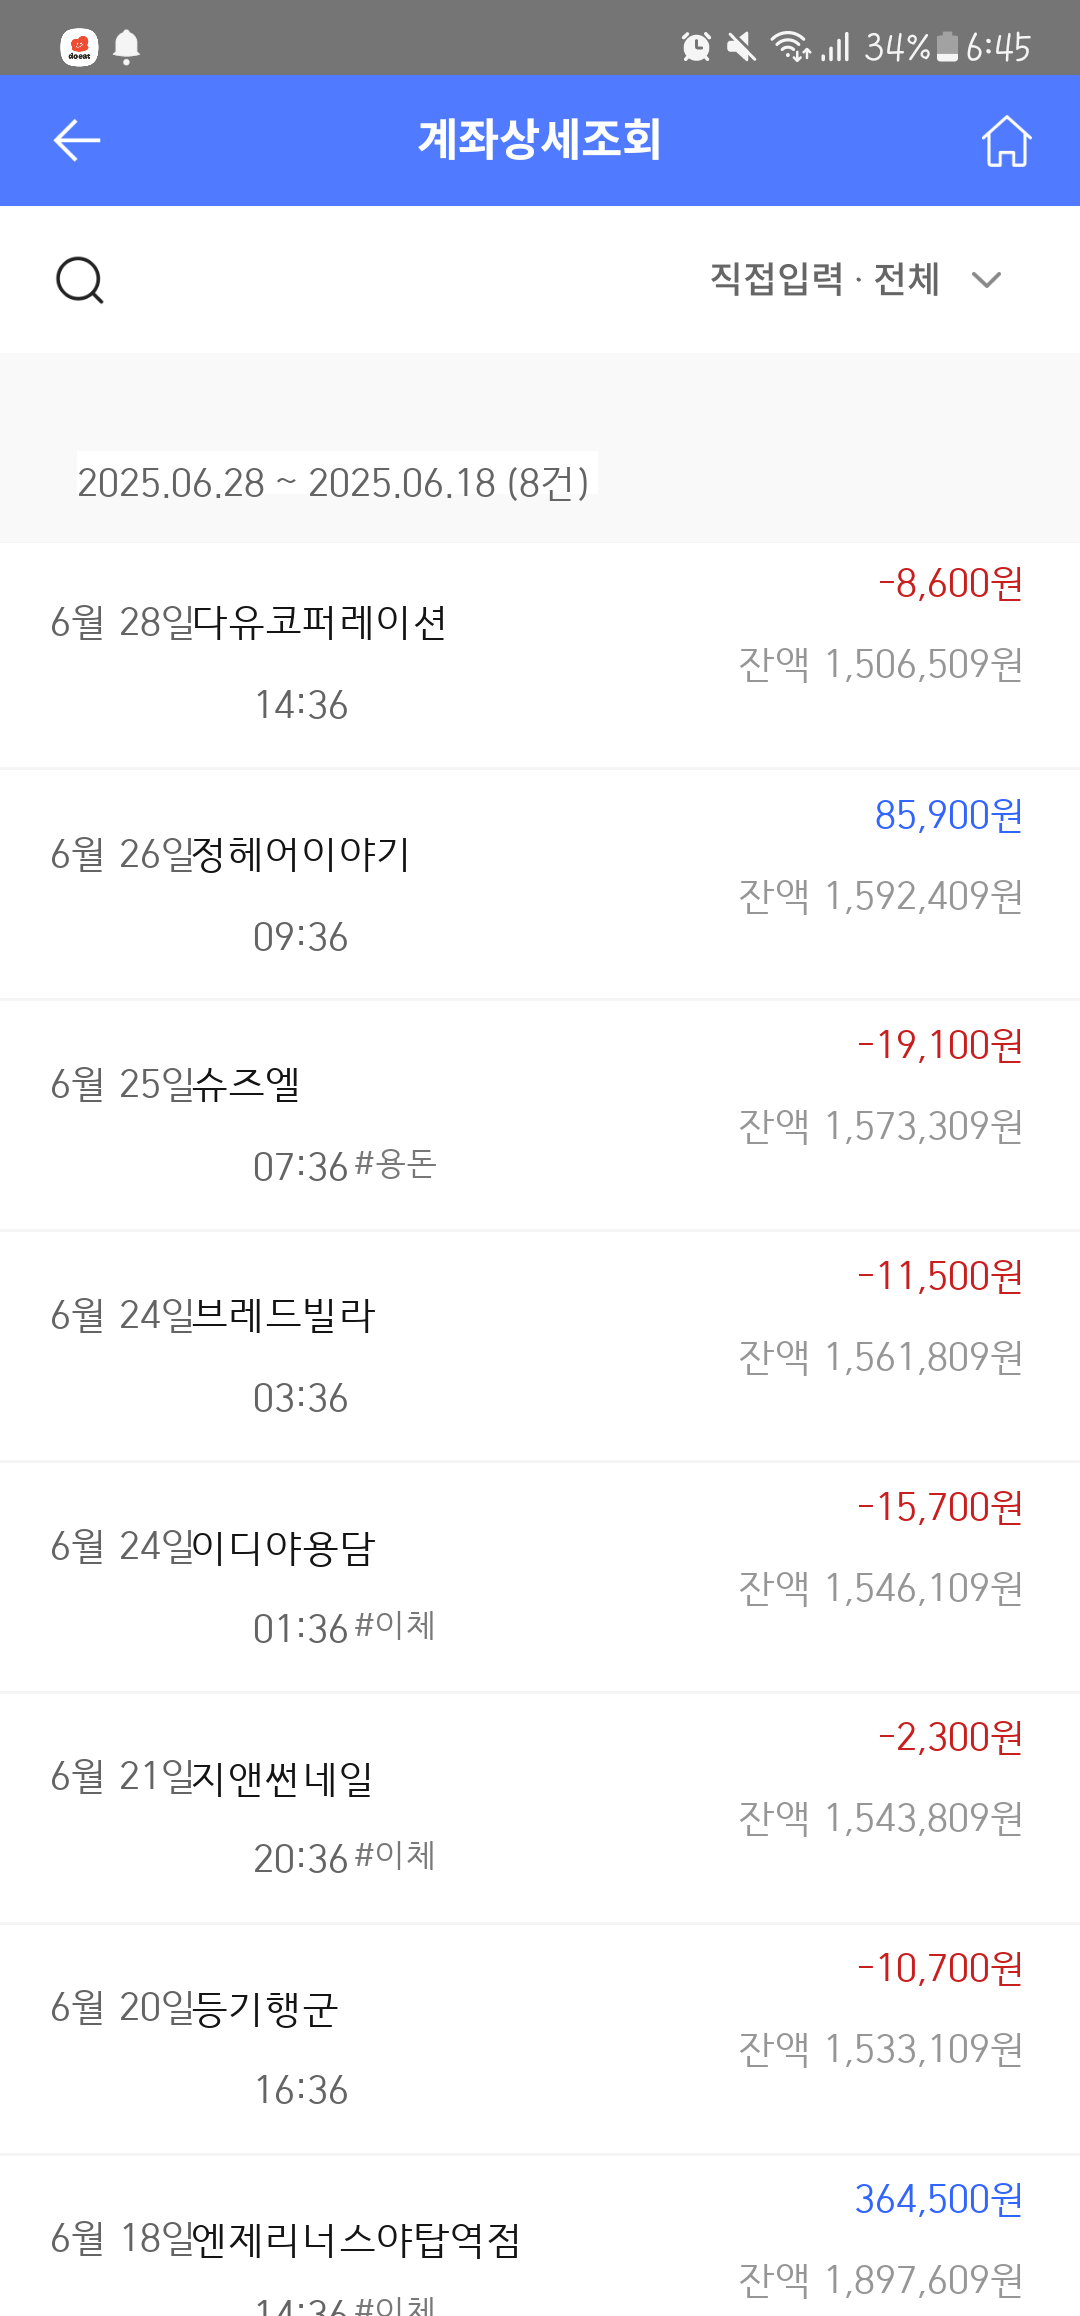 doeat 34% 6:45
계좌상세조회
직접입력 · 전체
2025.06.28 ~ 2025.06.18 (8건)
-8,600원
6월 28일다유코퍼레이션
잔액 1,506,509원
14:36
85,900원
6월 26일정헤어이야기
잔액 1,592,409원
09:36
-19,100원
6월 25일슈즈엘
잔액 1,573,309원
07:36 #용돈
-11,500원
6월 24일브레드빌라
잔액 1,561,809원
03:36
-15,700원
6월 24일이디야용담
잔액 1,546,109원
01:36 #이체
-2,300원
6월 21일지앤썬네일
잔액 1,543,809원
20:36 #이체
-10,700원
6월 20일등기행군
잔액 1,533,109원
16:36
364,500원
6월 18일엔제리너스야탑역점
잔액 1,897,609원
14:36 #이체